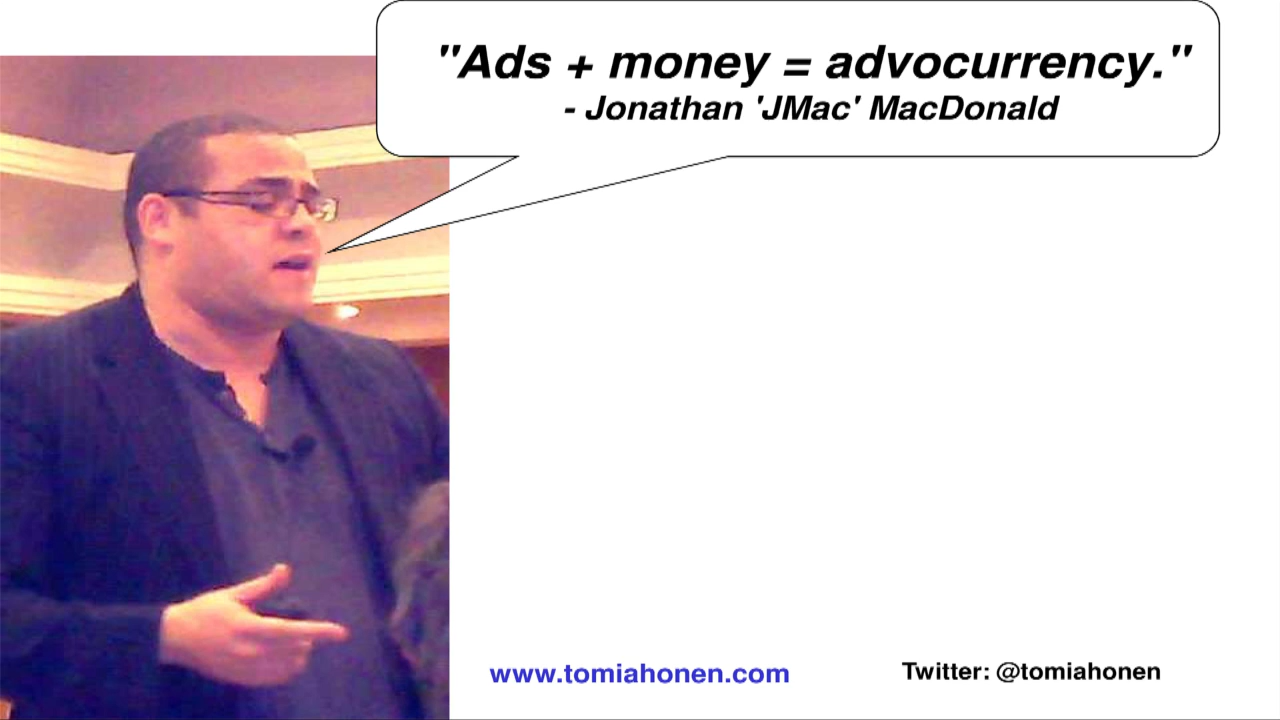 "Ads + money = advocurrency."
- Jonathan 'JMac' MacDonald
www.tomiahonen.com
Twitter: @tomiahonen